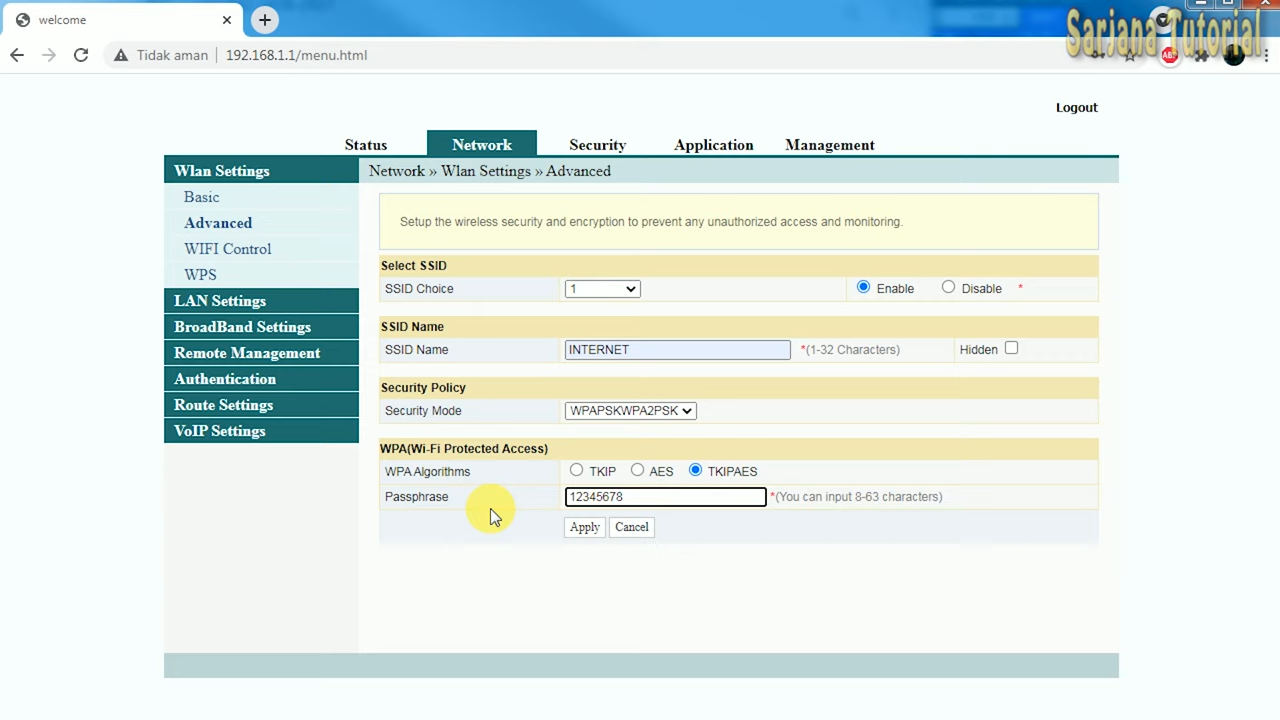 welcome
Sarjana Tutorial
Tidak aman 192.168.1.1/menu.html
ABP
Logout
Status Network Security Application Management
Wlan Settings
Basic
Advanced
WIFI Control
WPS
LAN Settings
BroadBand Settings
Remote Management
Authentication
Route Settings
VoIP Settings
Network » Wlan Settings » Advanced
Setup the wireless security and encryption to prevent any unauthorized access and monitoring.
Select SSID
SSID Choice 1 Enable Disable *
SSID Name
SSID Name INTERNET *(1-32 Characters) Hidden
Security Policy
Security Mode WPAPSKWPA2PSK
WPA(Wi-Fi Protected Access)
WPA Algorithms TKIP AES TKIPAES
Passphrase 12345678 *(You can input 8-63 characters)
Apply Cancel